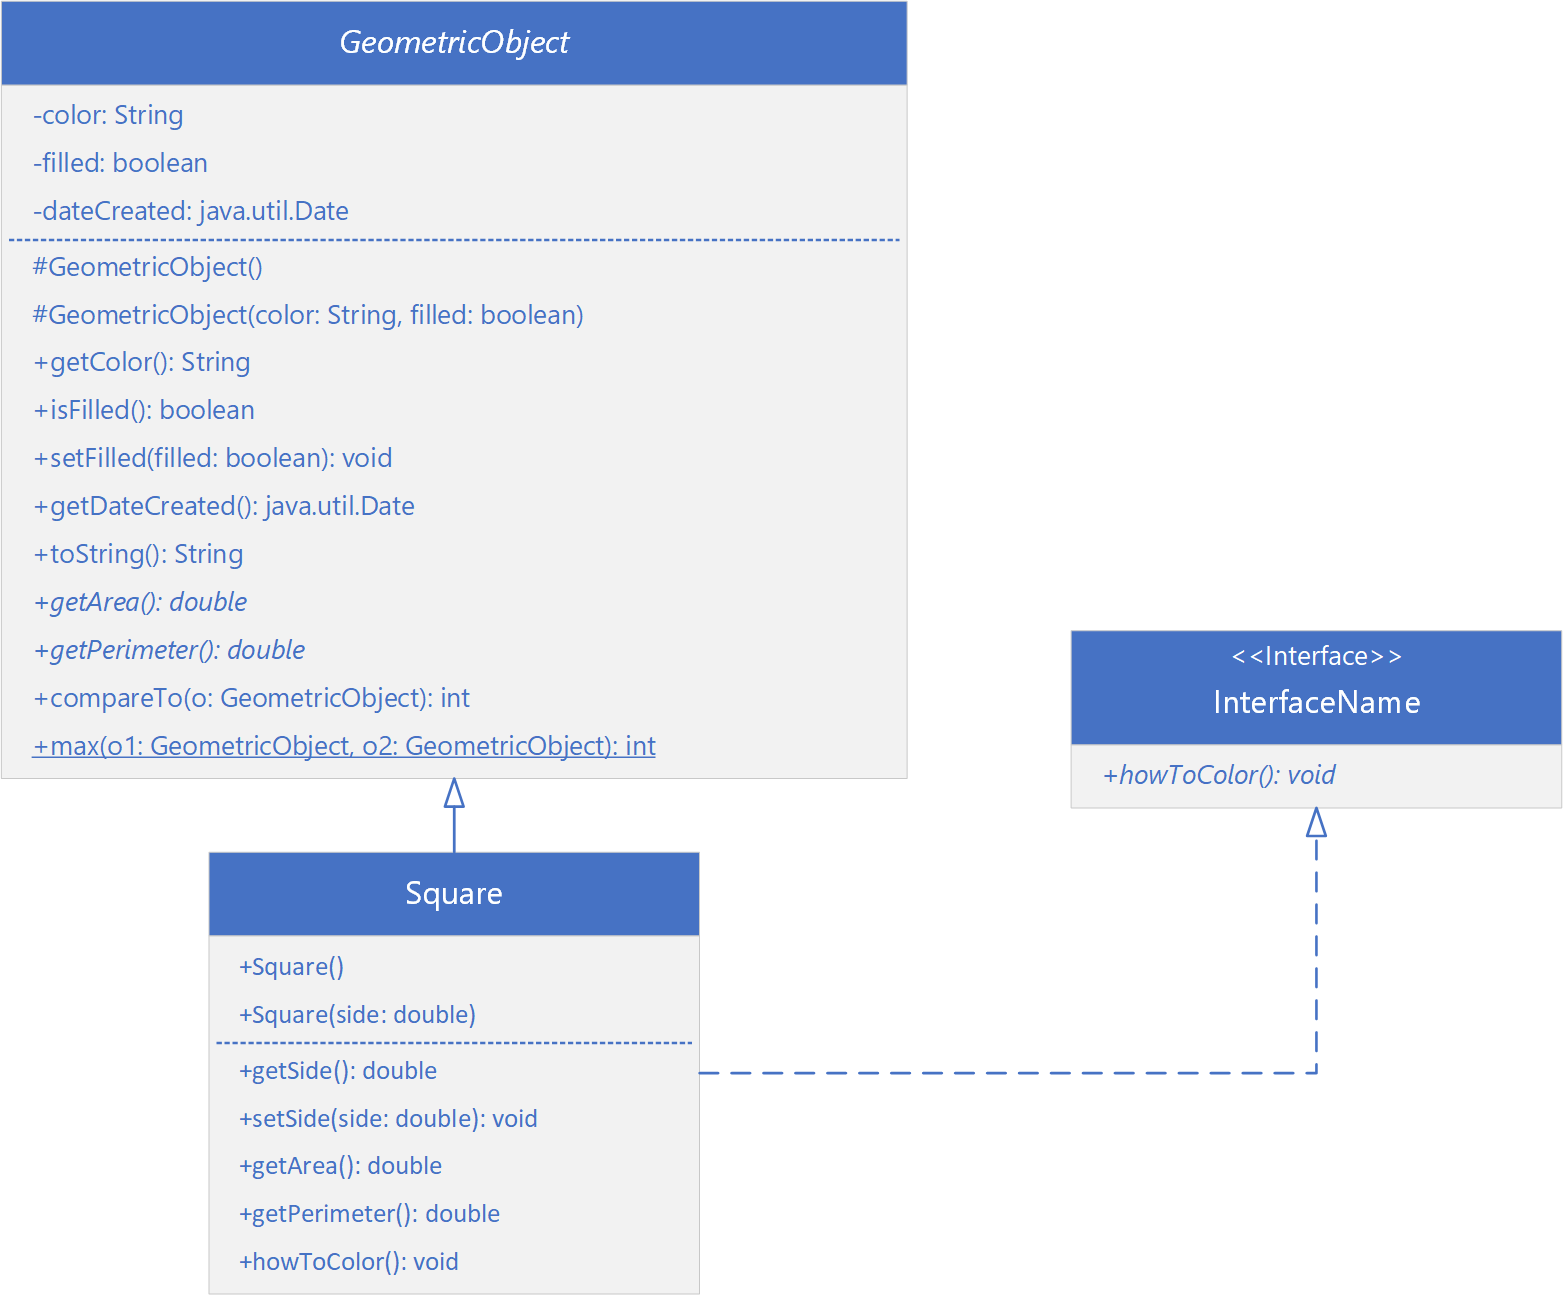 GeometricObject
-color: String
-filled: boolean
-dateCreated: java.util.Date
#GeometricObject()
#GeometricObject(color: String, filled: boolean)
+getColor(): String
+isFilled(): boolean
+setFilled(filled: boolean): void
+getDateCreated(): java.util.Date
+toString(): String
+getArea(): double
+getPerimeter(): double
+compareTo(o: GeometricObject): int
+max(o1: GeometricObject, o2: GeometricObject): int
<<Interface>>
InterfaceName
+howToColor(): void
Square
+Square()
+Square(side: double)
+getSide(): double
+setSide(side: double): void
+getArea(): double
+getPerimeter(): double
+howToColor(): void